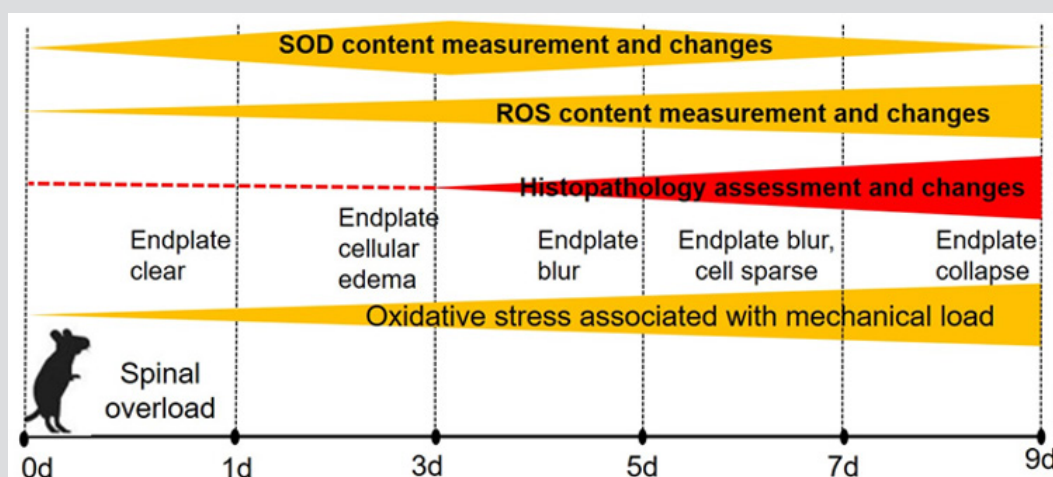 SOD content measurement and changes
ROS content measurement and changes
Histopathology assessment and changes
Endplate
clear
Endplate
cellular
edema
Endplate
blur
Endplate blur,
cell sparse
Endplate
collapse
Oxidative stress associated with mechanical load
Spinal
overload
0d 1d 3d 5d 7d 9d